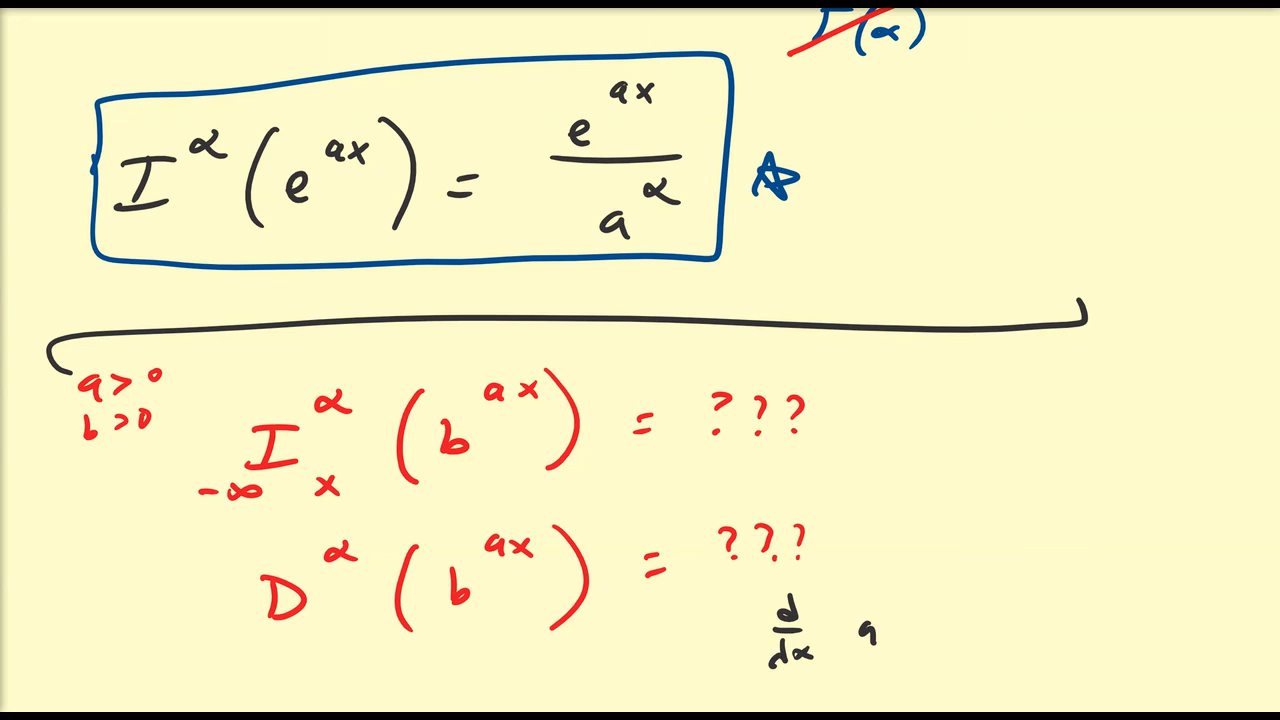 Γ(α)
I^α (e^{ax}) = e^{ax} / a^α
a > 0
b > 0
_{-∞}I_x^α (b^{ax}) = ???
D^α (b^{ax}) = ???
d/dx a